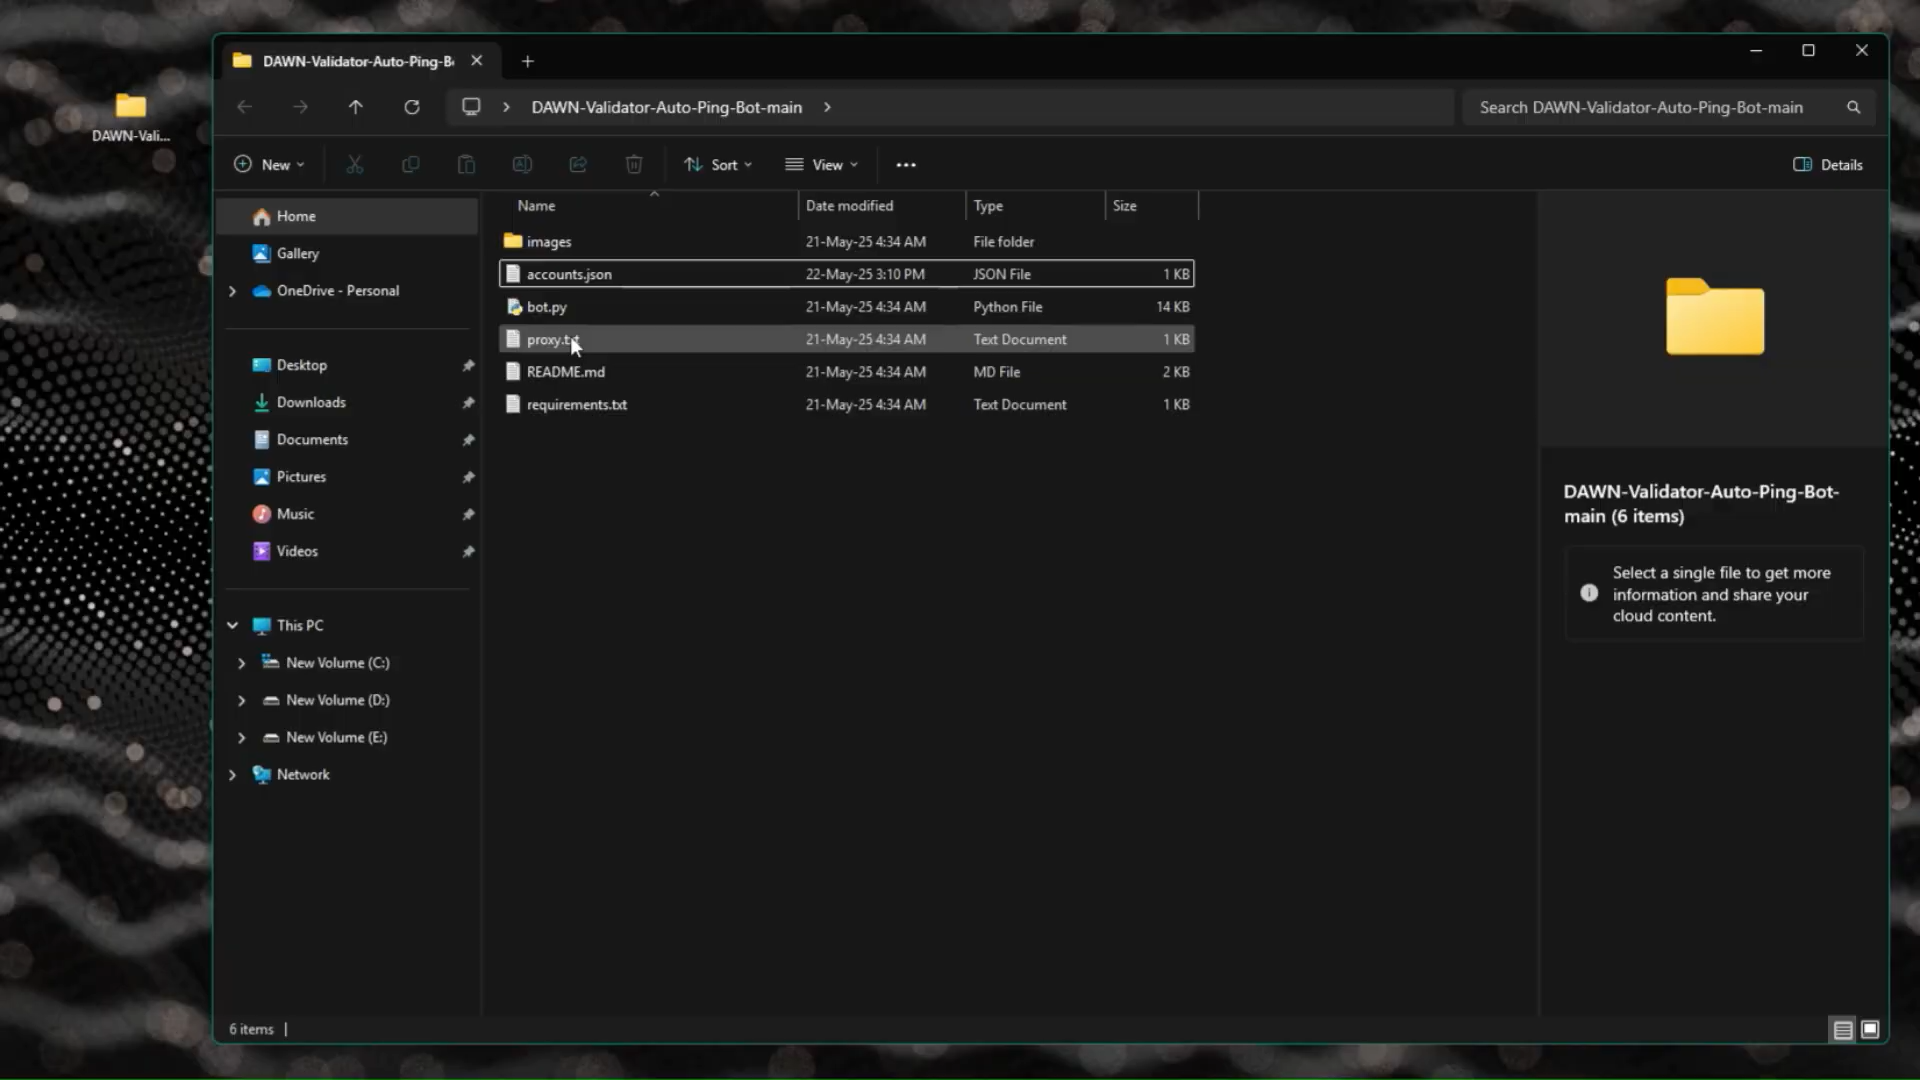 DAWN-Vali...
DAWN-Validator-Auto-Ping-B
DAWN-Validator-Auto-Ping-Bot-main
Search DAWN-Validator-Auto-Ping-Bot-main
New
Sort
View
Details
Name Date modified Type Size
images 21-May-25 4:34 AM File folder
accounts.json 22-May-25 3:10 PM JSON File 1 KB
bot.py 21-May-25 4:34 AM Python File 14 KB
proxy.txt 21-May-25 4:34 AM Text Document 1 KB
README.md 21-May-25 4:34 AM MD File 2 KB
requirements.txt 21-May-25 4:34 AM Text Document 1 KB
Home
Gallery
OneDrive - Personal
Desktop
Downloads
Documents
Pictures
Music
Videos
This PC
New Volume (C:)
New Volume (D:)
New Volume (E:)
Network
DAWN-Validator-Auto-Ping-Bot-
main (6 items)
Select a single file to get more
information and share your
cloud content.
6 items